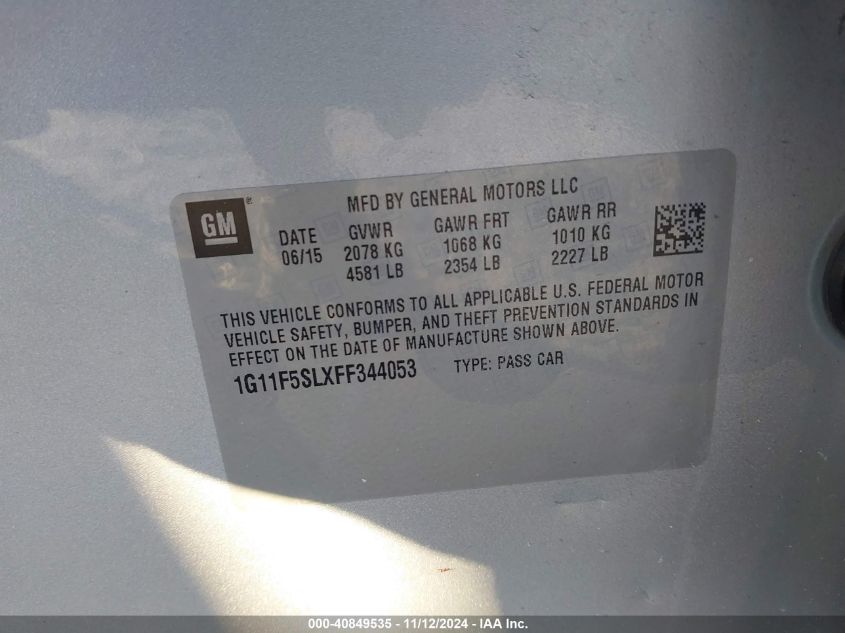 MFD BY GENERAL MOTORS LLC
GM®
DATE GVWR GAWR FRT GAWR RR
06/15 2078 KG 1068 KG 1010 KG
4581 LB 2354 LB 2227 LB
THIS VEHICLE CONFORMS TO ALL APPLICABLE U.S. FEDERAL MOTOR
VEHICLE SAFETY, BUMPER, AND THEFT PREVENTION STANDARDS IN
EFFECT ON THE DATE OF MANUFACTURE SHOWN ABOVE.
1G11F5SLXFF344053 TYPE: PASS CAR
000-40849535 - 11/12/2024 - IAA Inc.